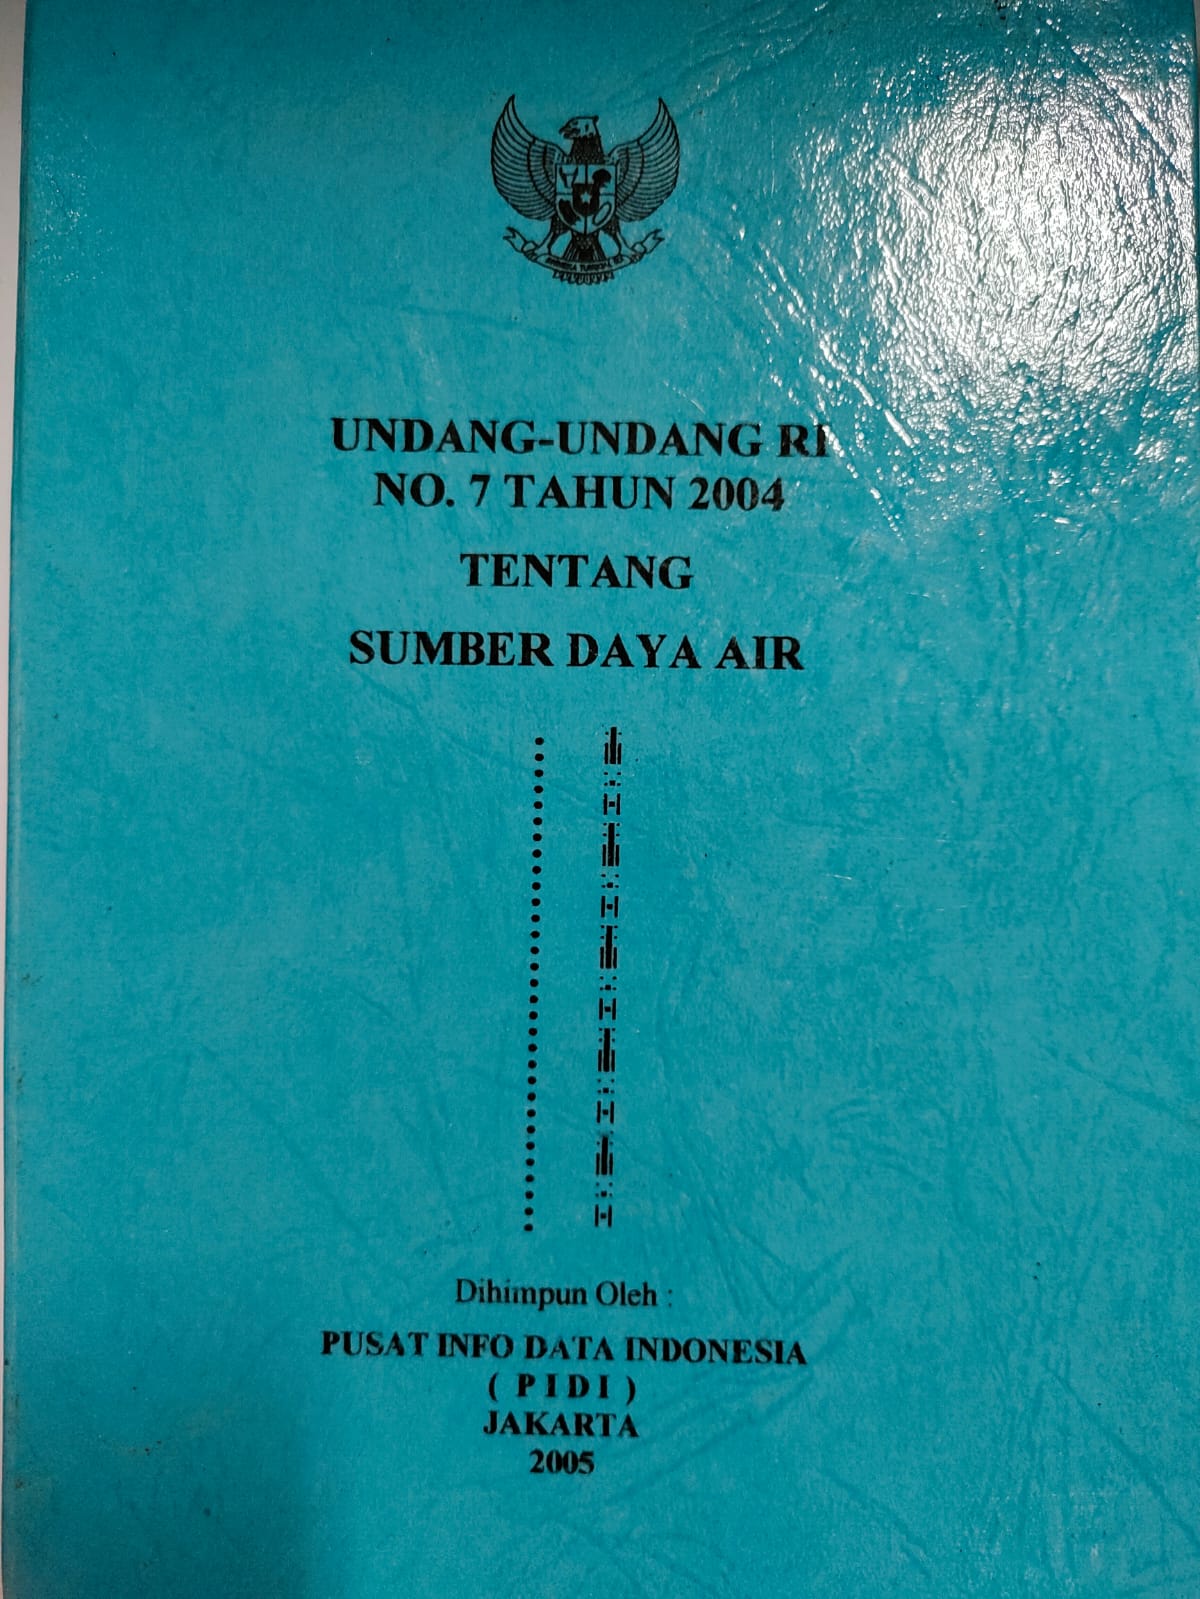 UNDANG-UNDANG RI
NO. 7 TAHUN 2004
TENTANG
SUMBER DAYA AIR
Dihimpun Oleh :
PUSAT INFO DATA INDONESIA
( P I D I )
JAKARTA
2005